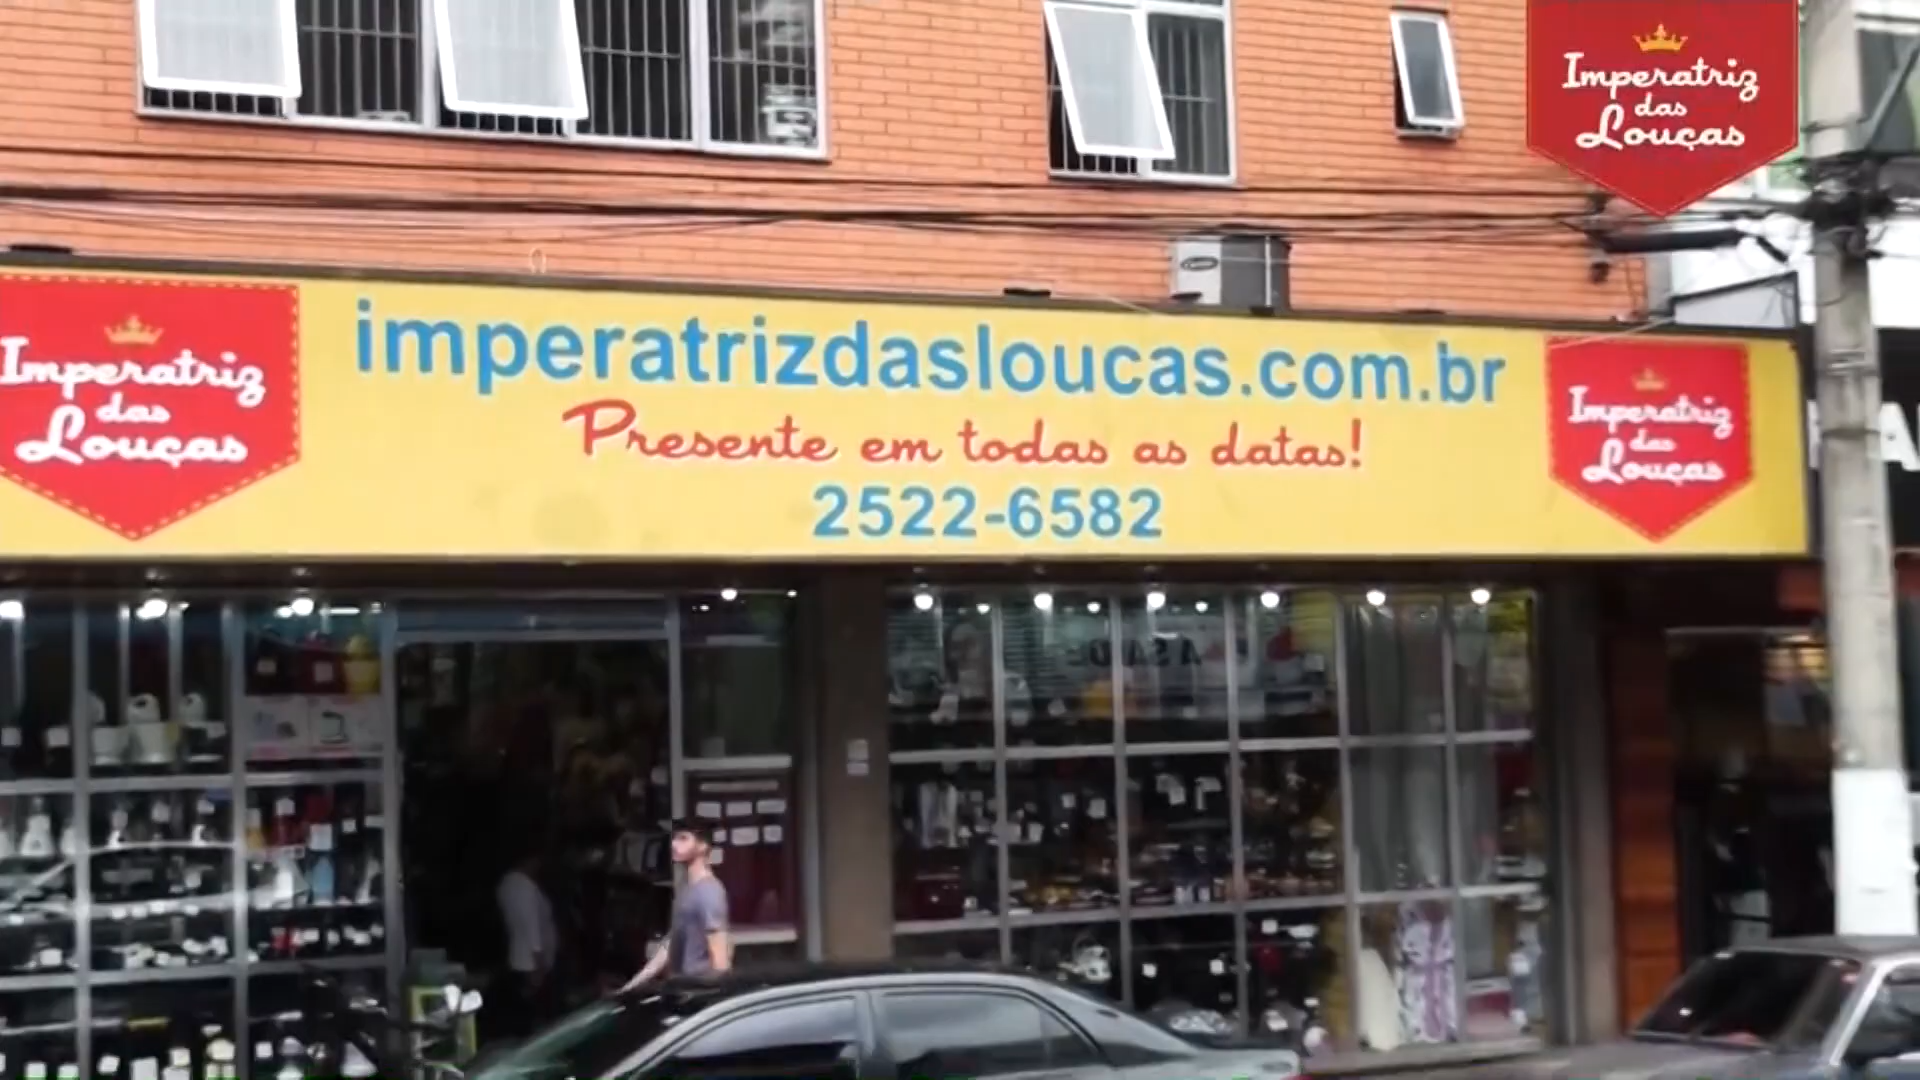 Imperatriz
das
Louças
Imperatriz
das
Louças
imperatrizdasloucas.com.br
Presente em todas as datas!
2522-6582
Imperatriz
das
Louças